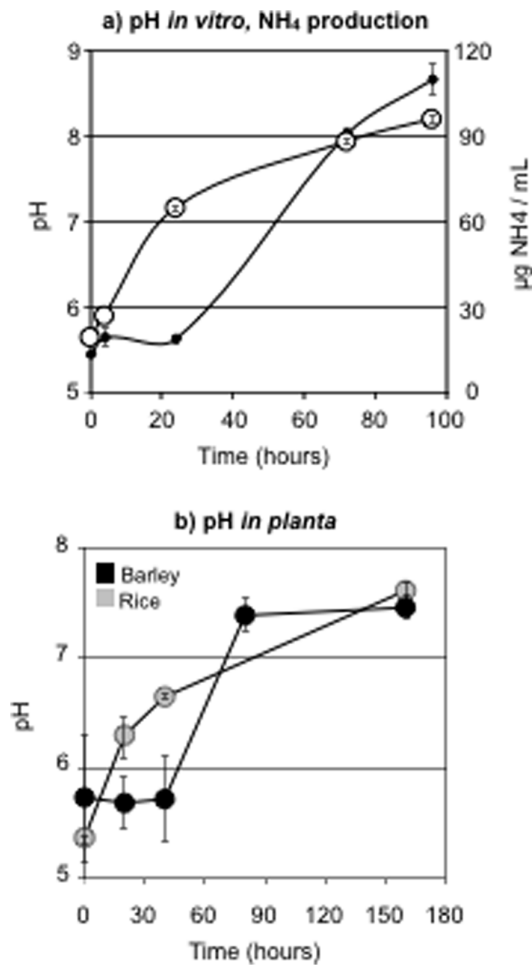 a) pH in vitro, NH₄ production
9
8
7
6
5
pH
120
90
60
30
0
µg NH4 / mL
0 20 40 60 80 100
Time (hours)
b) pH in planta
8
7
6
5
pH
Barley
Rice
0 30 60 90 120 150 180
Time (hours)